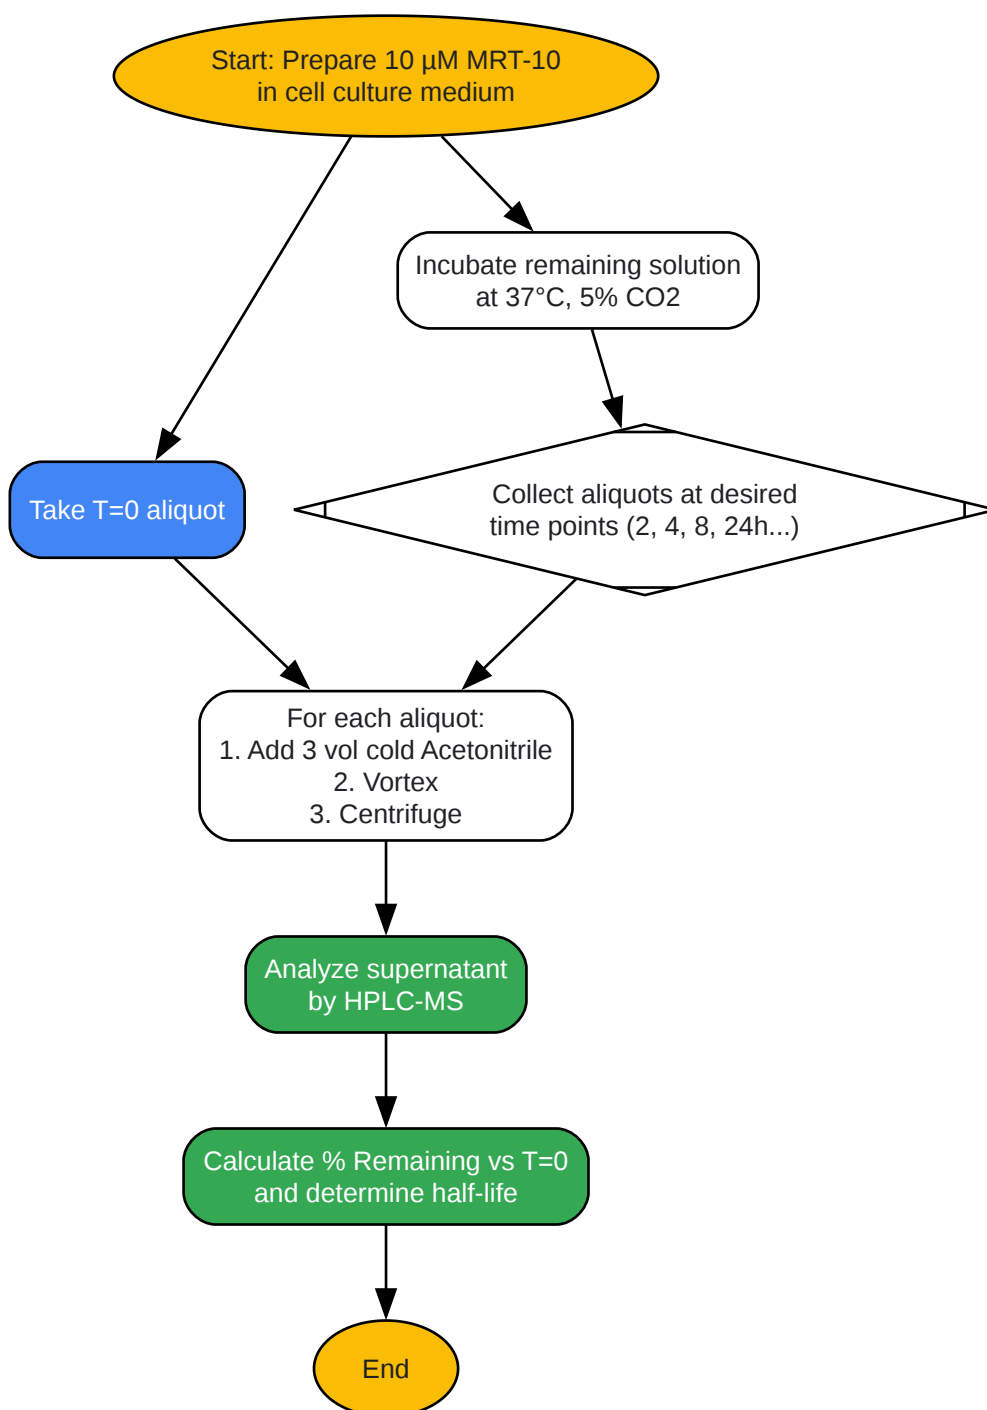 Start: Prepare 10 µM MRT-10
in cell culture medium
Incubate remaining solution
at 37°C, 5% CO2
Take T=0 aliquot
Collect aliquots at desired
time points (2, 4, 8, 24h...)
For each aliquot:
1. Add 3 vol cold Acetonitrile
2. Vortex
3. Centrifuge
Analyze supernatant
by HPLC-MS
Calculate % Remaining vs T=0
and determine half-life
End